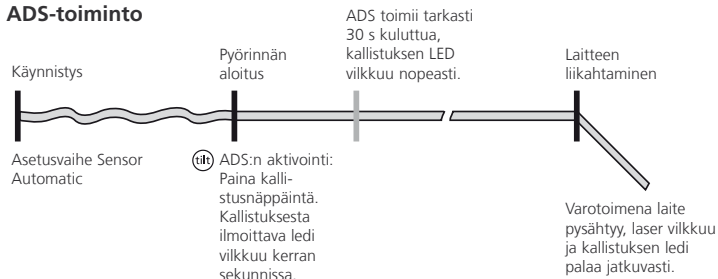 ADS-toiminto
Käynnistys
Pyörinnän
aloitus
ADS toimii tarkasti
30 s kuluttua,
kallistuksen LED
vilkkuu nopeasti.
Laitteen
liikahtaminen
Asetusvaihe Sensor
Automatic
tilt ADS:n aktivointi:
Paina kalli-
stusnäppäintä.
Kallistuksesta
ilmoittava ledi
vilkkuu kerran
sekunnissa.
Varotoimena laite
pysähtyy, laser vilkkuu
ja kallistuksen ledi
palaa jatkuvasti.